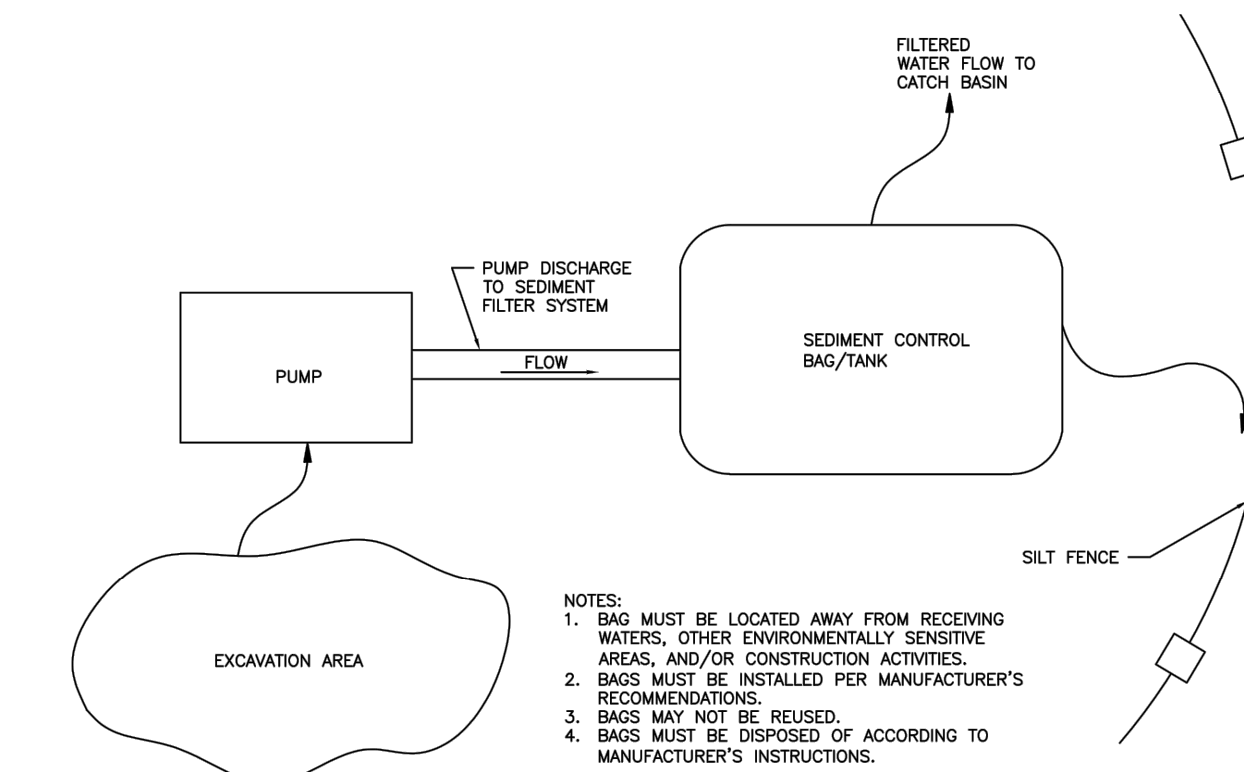 FILTERED
WATER FLOW TO
CATCH BASIN
PUMP DISCHARGE
TO SEDIMENT
FILTER SYSTEM
FLOW
PUMP
SEDIMENT CONTROL
BAG/TANK
SILT FENCE
EXCAVATION AREA
NOTES:
1. BAG MUST BE LOCATED AWAY FROM RECEIVING
WATERS, OTHER ENVIRONMENTALLY SENSITIVE
AREAS, AND/OR CONSTRUCTION ACTIVITIES.
2. BAGS MUST BE INSTALLED PER MANUFACTURER'S
RECOMMENDATIONS.
3. BAGS MAY NOT BE REUSED.
4. BAGS MUST BE DISPOSED OF ACCORDING TO
MANUFACTURER'S INSTRUCTIONS.